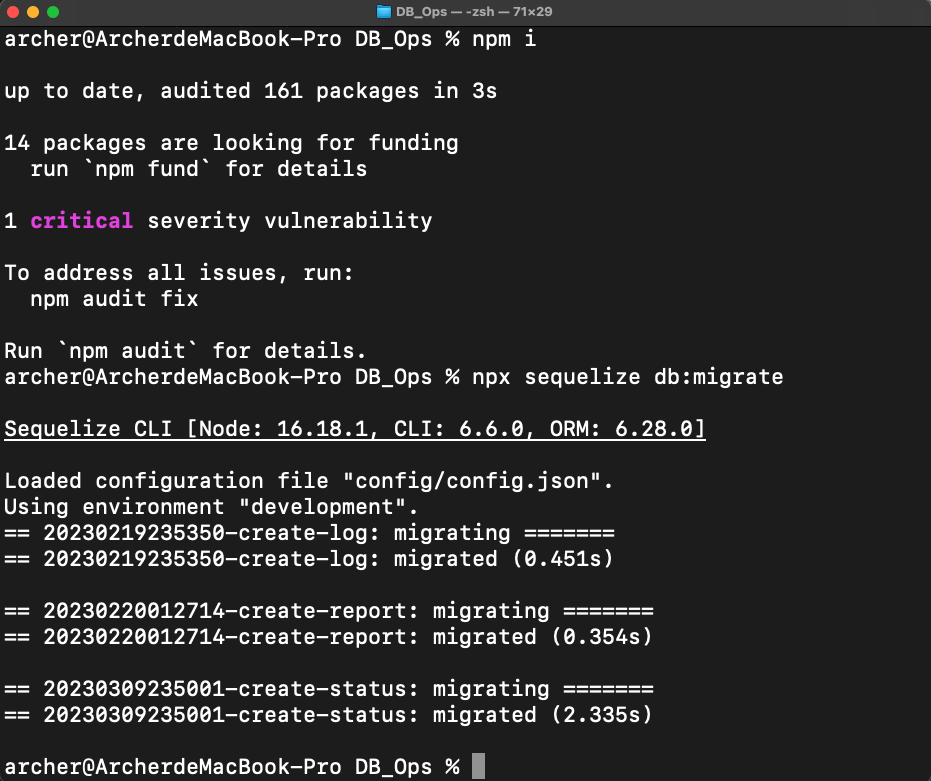 DB_Ops — -zsh — 71×29
archer@ArcherdeMacBook-Pro DB_Ops % npm i
up to date, audited 161 packages in 3s
14 packages are looking for funding
run `npm fund` for details
1 critical severity vulnerability
To address all issues, run:
npm audit fix
Run `npm audit` for details.
archer@ArcherdeMacBook-Pro DB_Ops % npx sequelize db:migrate
Sequelize CLI [Node: 16.18.1, CLI: 6.6.0, ORM: 6.28.0]
Loaded configuration file "config/config.json".
Using environment "development".
== 20230219235350-create-log: migrating =======
== 20230219235350-create-log: migrated (0.451s)
== 20230220012714-create-report: migrating =======
== 20230220012714-create-report: migrated (0.354s)
== 20230309235001-create-status: migrating =======
== 20230309235001-create-status: migrated (2.335s)
archer@ArcherdeMacBook-Pro DB_Ops %